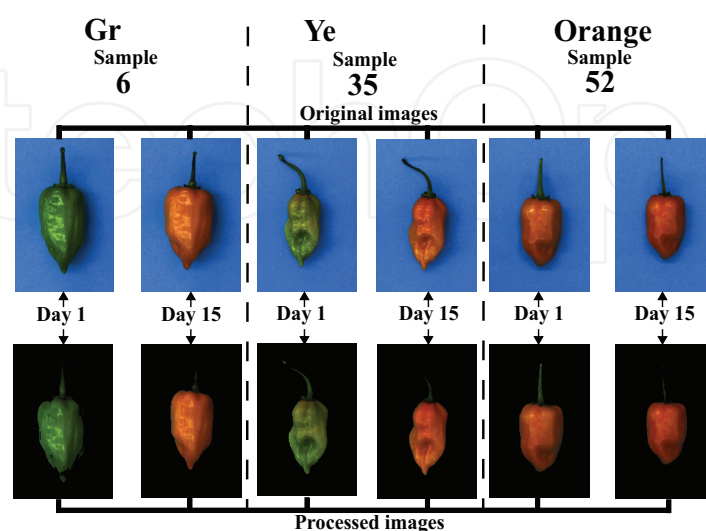 Gr Ye Orange
Sample Sample Sample
6 35 52
Original images
Day 1 Day 15 Day 1 Day 15 Day 1 Day 15
Processed images